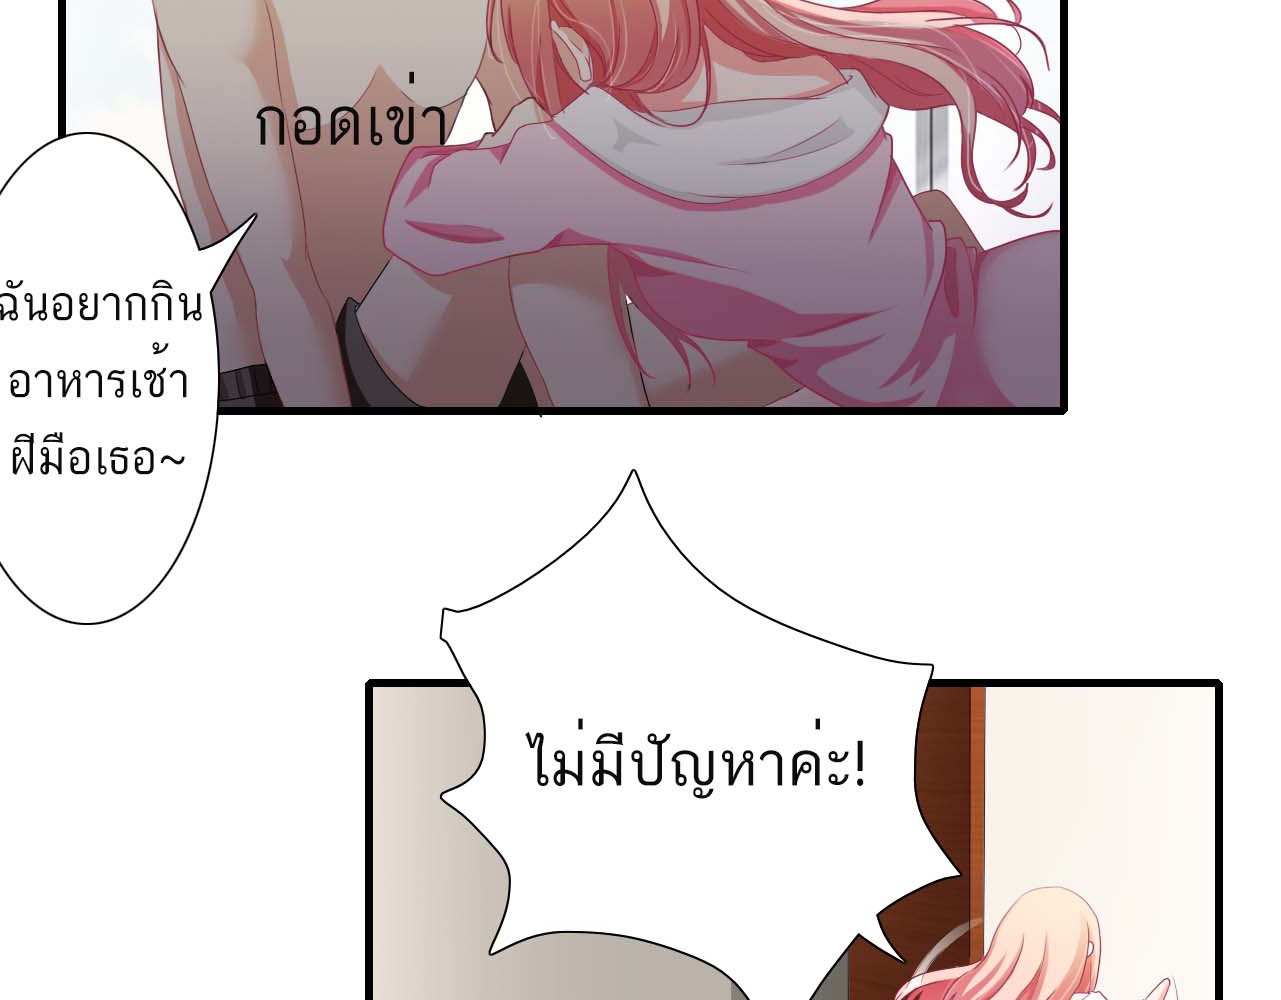 กอดเข่า
ฉันอยากกิน
อาหารเช้า
ฝีมือเธอ~
ไม่มีปัญหาค่ะ!